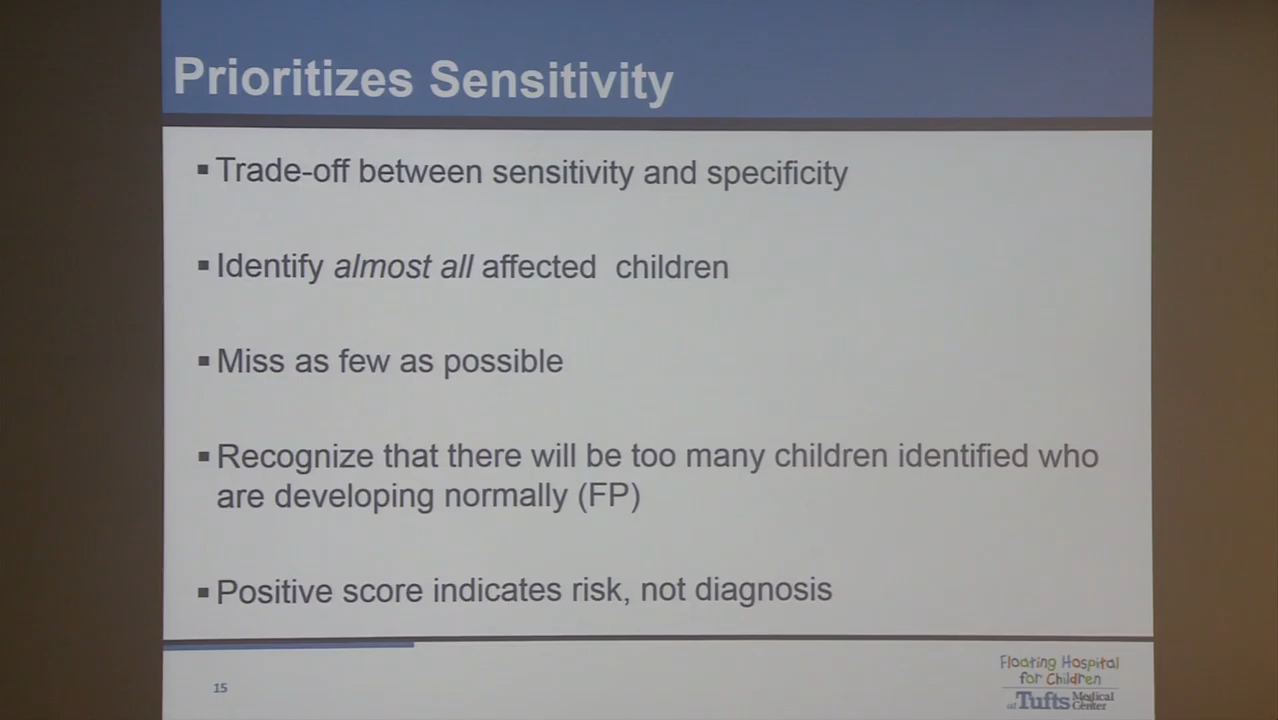 Prioritizes Sensitivity
▪ Trade-off between sensitivity and specificity
▪ Identify almost all affected children
▪ Miss as few as possible
▪ Recognize that there will be too many children identified who
are developing normally (FP)
▪ Positive score indicates risk, not diagnosis
15
Floating Hospital
for Children
at Tufts Medical
Center